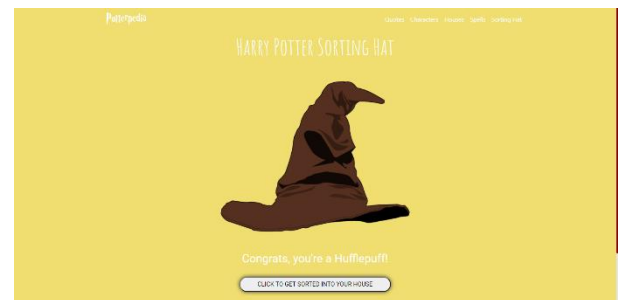 Potterpedia
Quotes Characters Houses Spells Sorting Hat
Harry Potter Sorting Hat
Congrats, you're a Hufflepuff!
CLICK TO GET SORTED INTO YOUR HOUSE